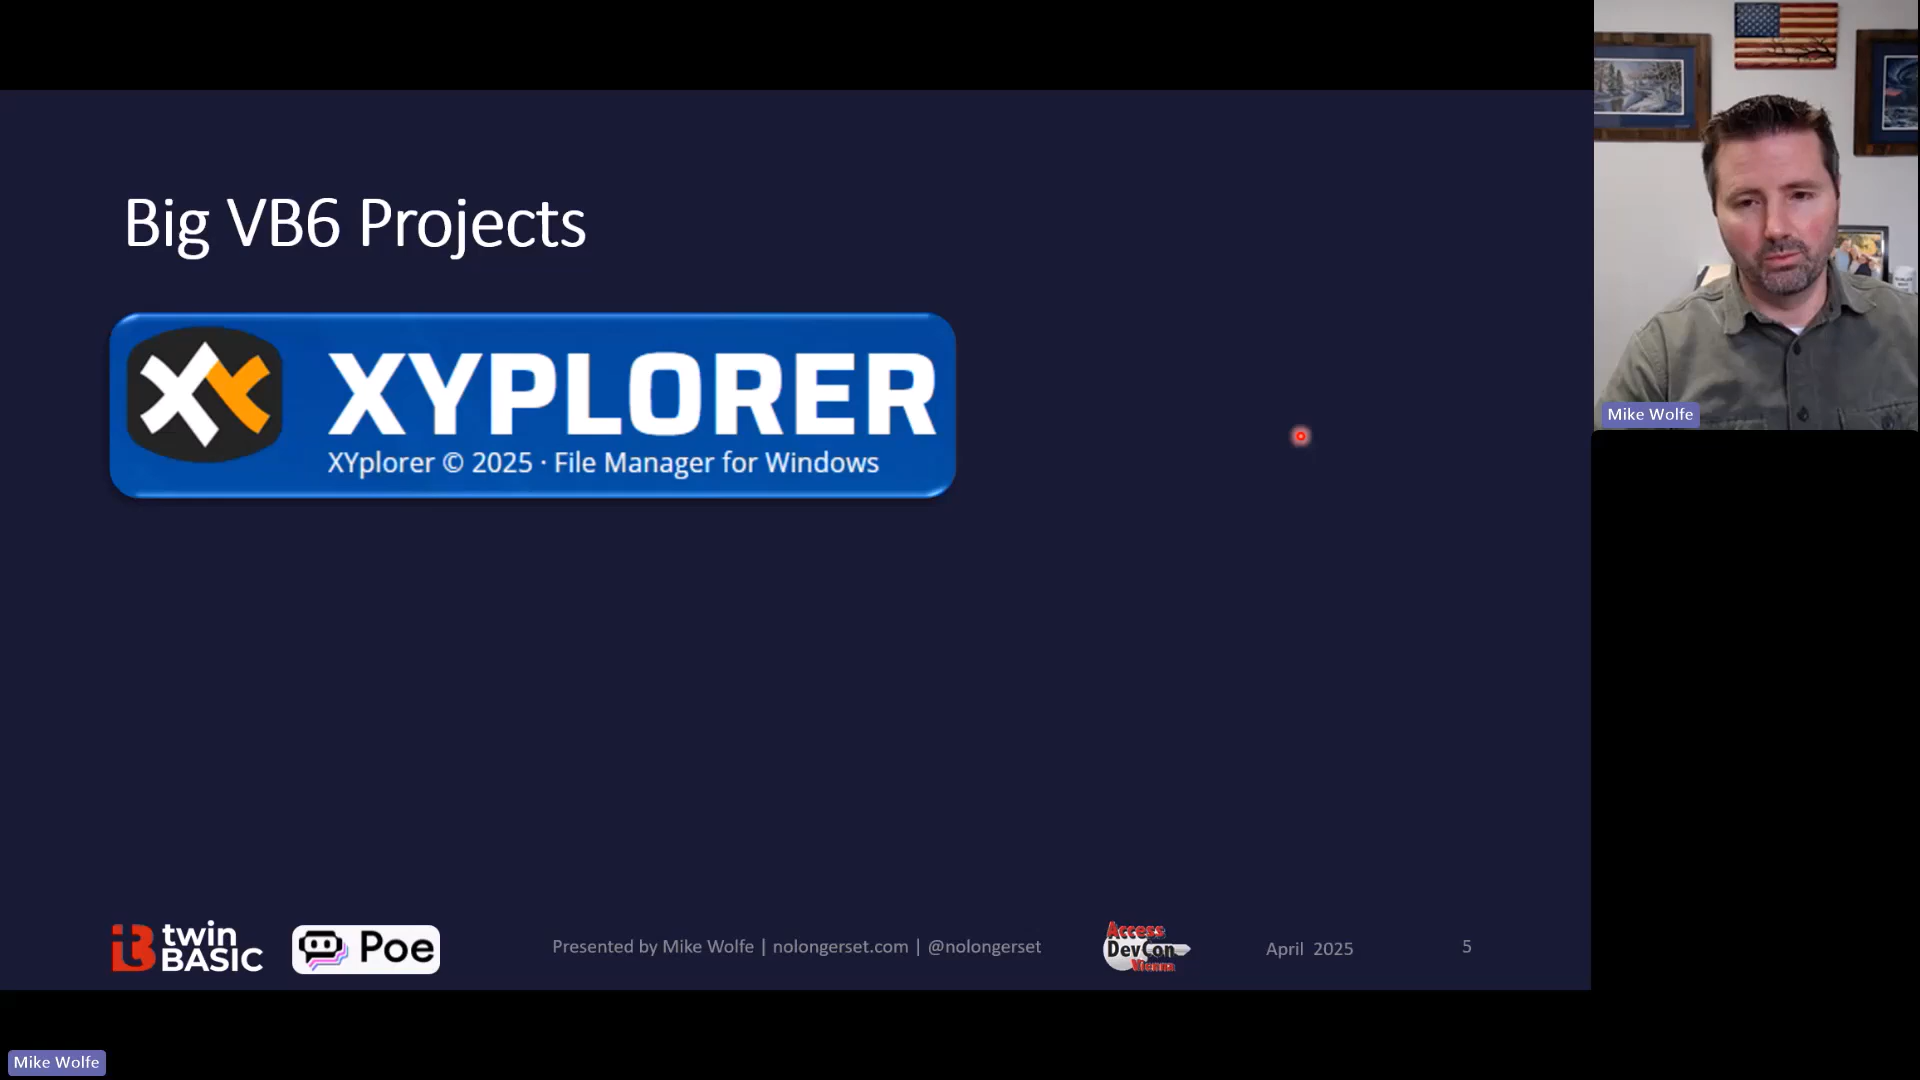 Big VB6 Projects
XYPLORER
XYplorer © 2025 · File Manager for Windows
Mike Wolfe
twin
BASIC
Poe
Presented by Mike Wolfe | nolongerset.com | @nolongerset
Access
DevCon
Vienna
April 2025
5
Mike Wolfe